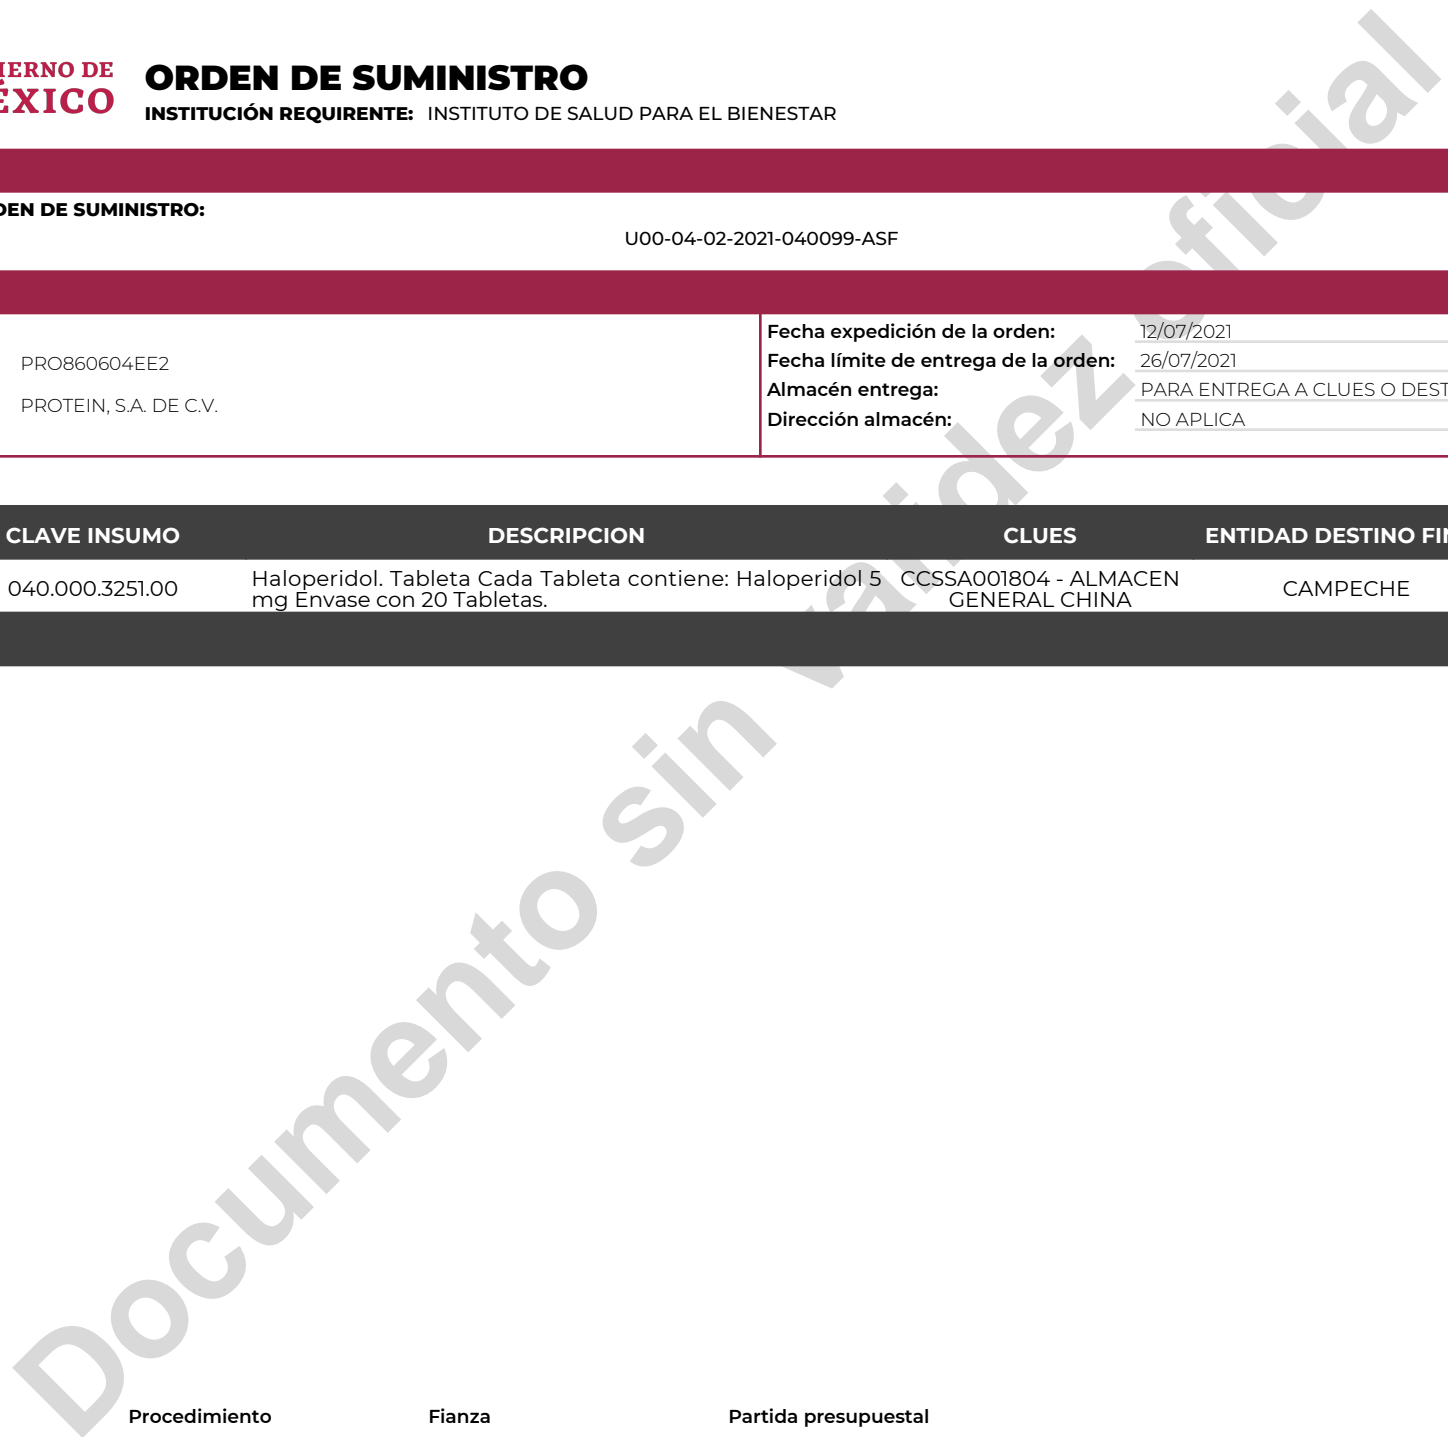 IERNO DE
ÉXICO
ORDEN DE SUMINISTRO
INSTITUCIÓN REQUIRENTE: INSTITUTO DE SALUD PARA EL BIENESTAR
DEN DE SUMINISTRO:
U00-04-02-2021-040099-ASF
PRO860604EE2
PROTEIN, S.A. DE C.V.
Fecha expedición de la orden: 12/07/2021
Fecha límite de entrega de la orden: 26/07/2021
Almacén entrega: PARA ENTREGA A CLUES O DEST
Dirección almacén: NO APLICA
CLAVE INSUMO DESCRIPCION CLUES ENTIDAD DESTINO FIN
040.000.3251.00
Haloperidol. Tableta Cada Tableta contiene: Haloperidol 5
mg Envase con 20 Tabletas.
CCSSA001804 - ALMACEN
GENERAL CHINA
CAMPECHE
Documento sin validez oficial
Procedimiento Fianza Partida presupuestal